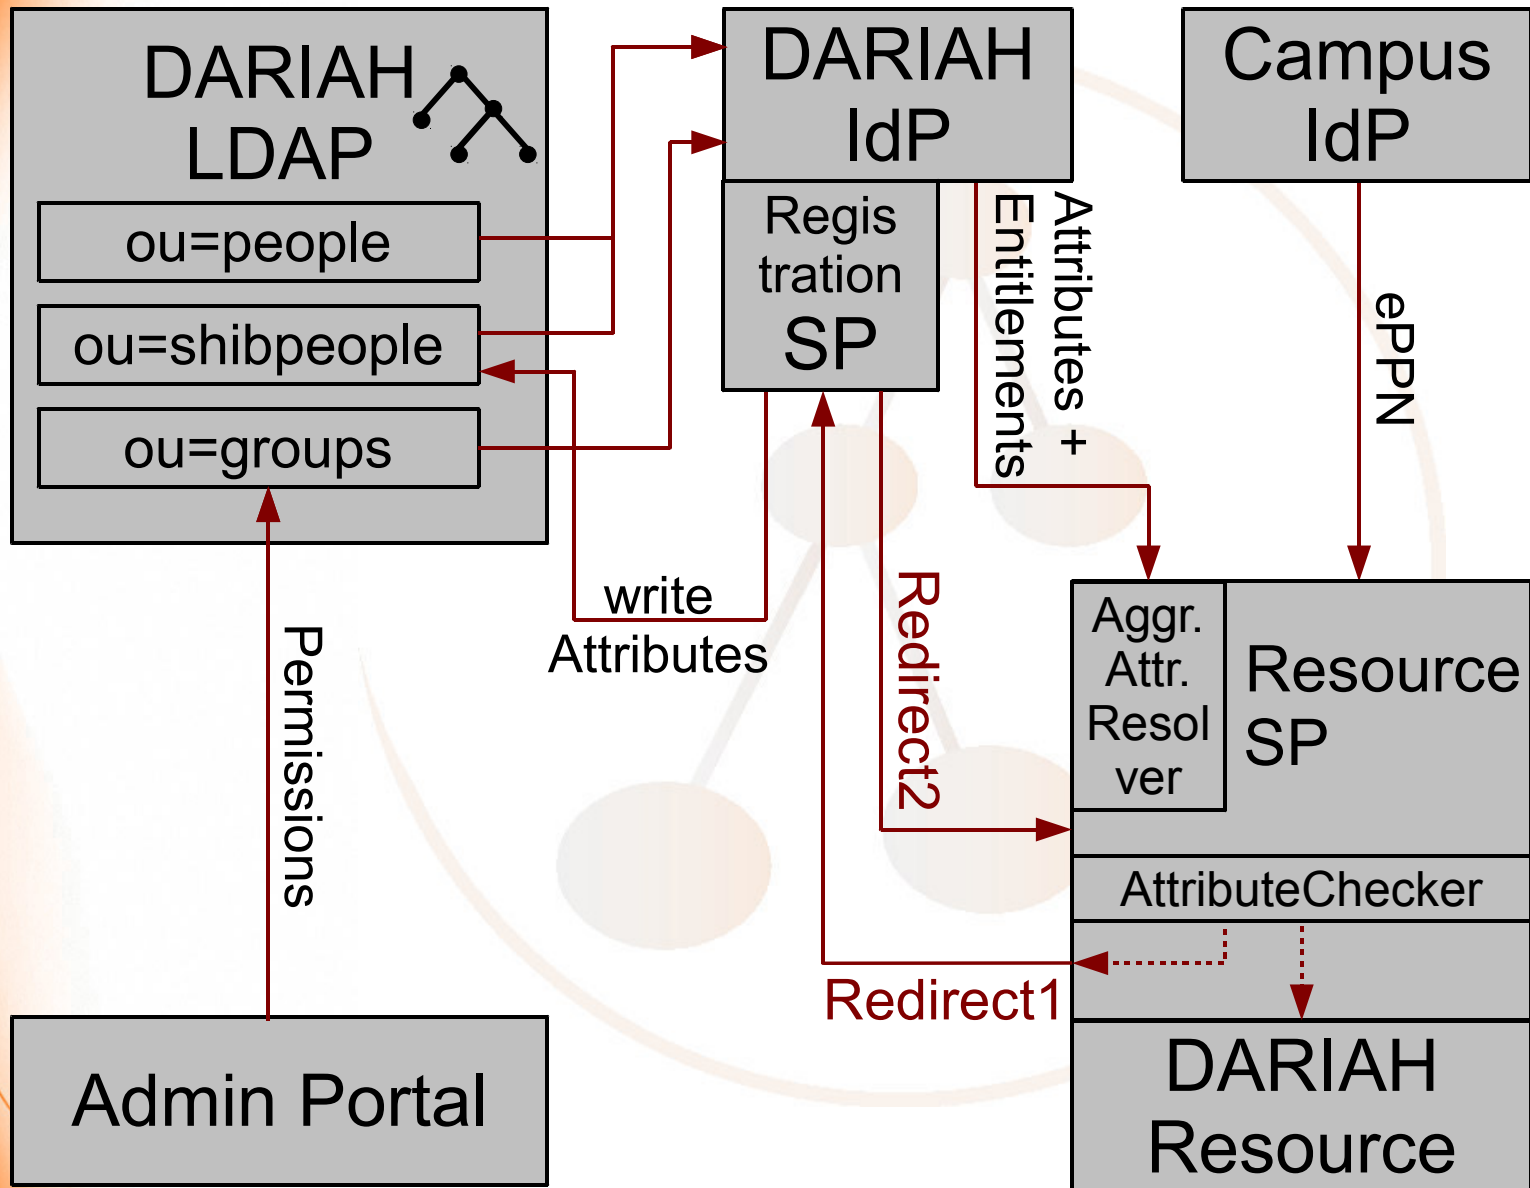 DARIAH
LDAP
ou=people
ou=shibpeople
ou=groups
DARIAH
IdP
Regis
tration
SP
Campus
IdP
Attributes +
Entitlements
ePPN
write
Attributes
Redirect2
Permissions
Aggr.
Attr.
Resol
ver
Resource
SP
AttributeChecker
Redirect1
DARIAH
Resource
Admin Portal